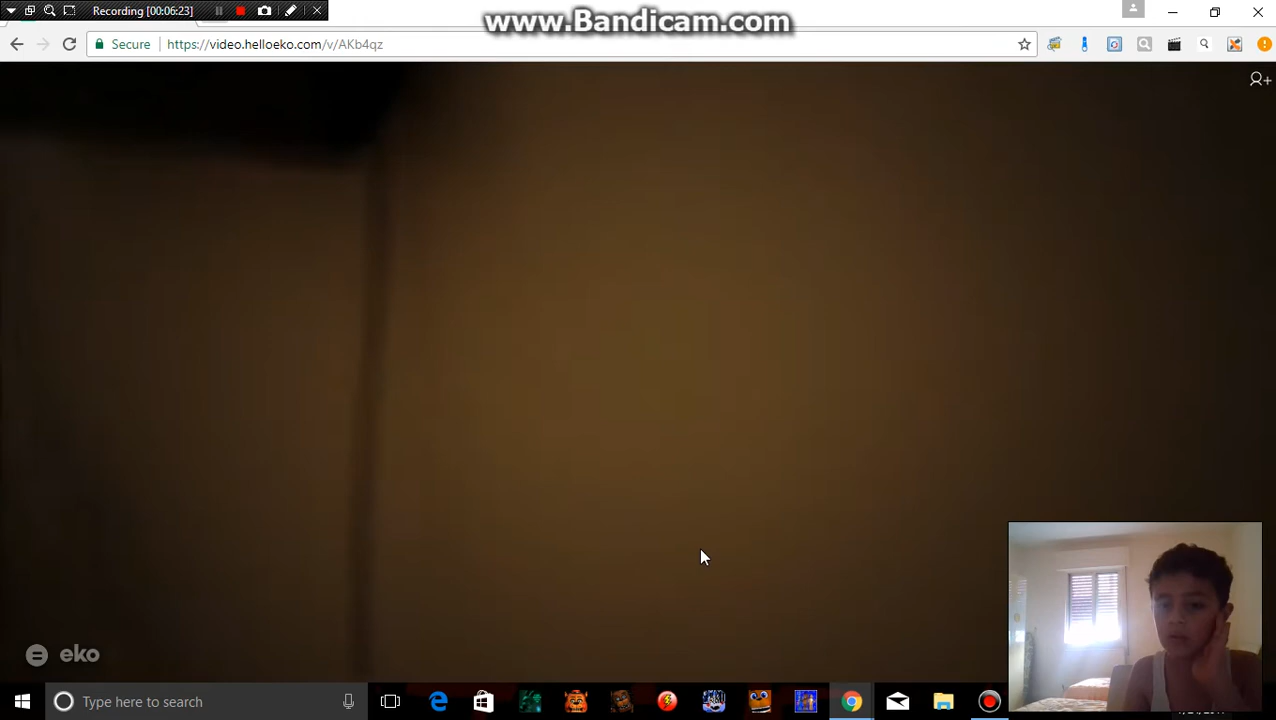 Recording [00:06:23]
www.Bandicam.com
Secure
https://video.helloeko.com/v/AKb4qz
eko
Type here to search